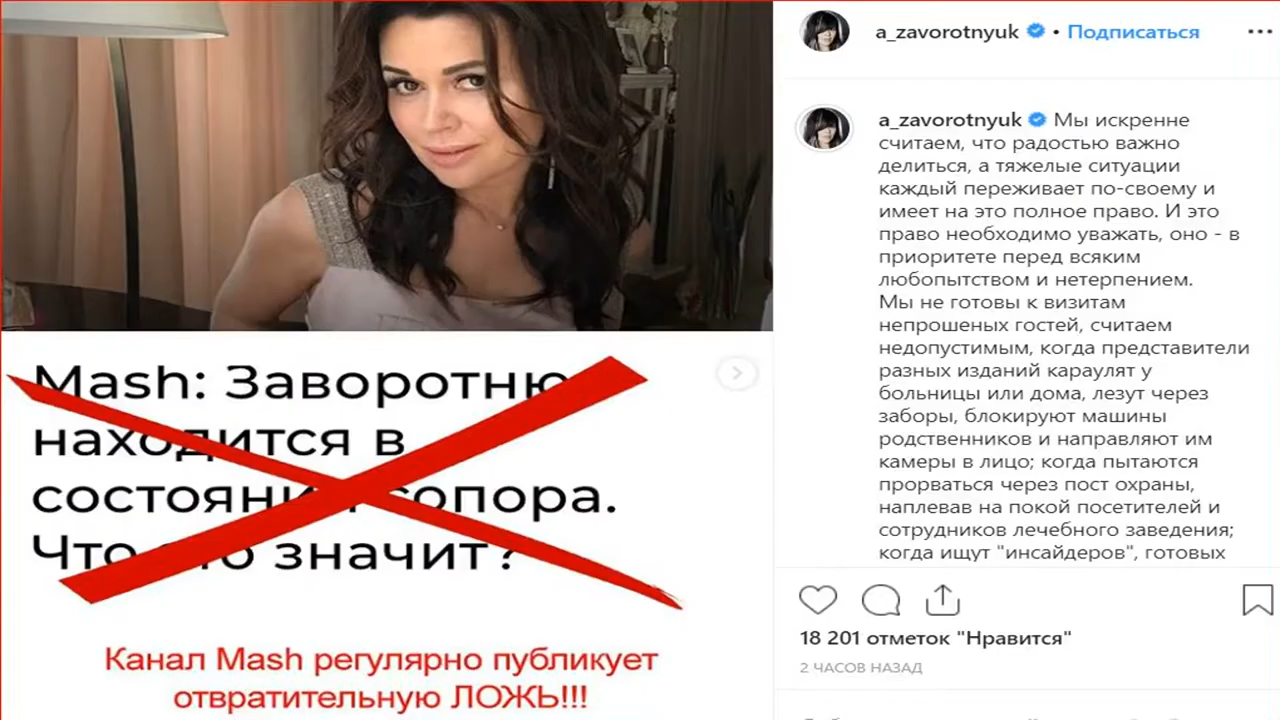 a_zavorotnyuk • Подписаться
a_zavorotnyuk Мы искренне
считаем, что радостью важно
делиться, а тяжелые ситуации
каждый переживает по-своему и
имеет на это полное право. И это
право необходимо уважать, оно - в
приоритете перед всяким
любопытством и нетерпением.
Мы не готовы к визитам
непрошеных гостей, считаем
недопустимым, когда представители
разных изданий караулят у
больницы или дома, лезут через
заборы, блокируют машины
родственников и направляют им
камеры в лицо; когда пытаются
прорваться через пост охраны,
наплевав на покой посетителей и
сотрудников лечебного заведения;
когда ищут "инсайдеров", готовых
18 201 отметок "Нравится"
2 ЧАСОВ НАЗАД
Mash: Заворотню
находится в
состоянии сопора.
Что это значит?
Канал Mash регулярно публикует
отвратительную ЛОЖЬ!!!